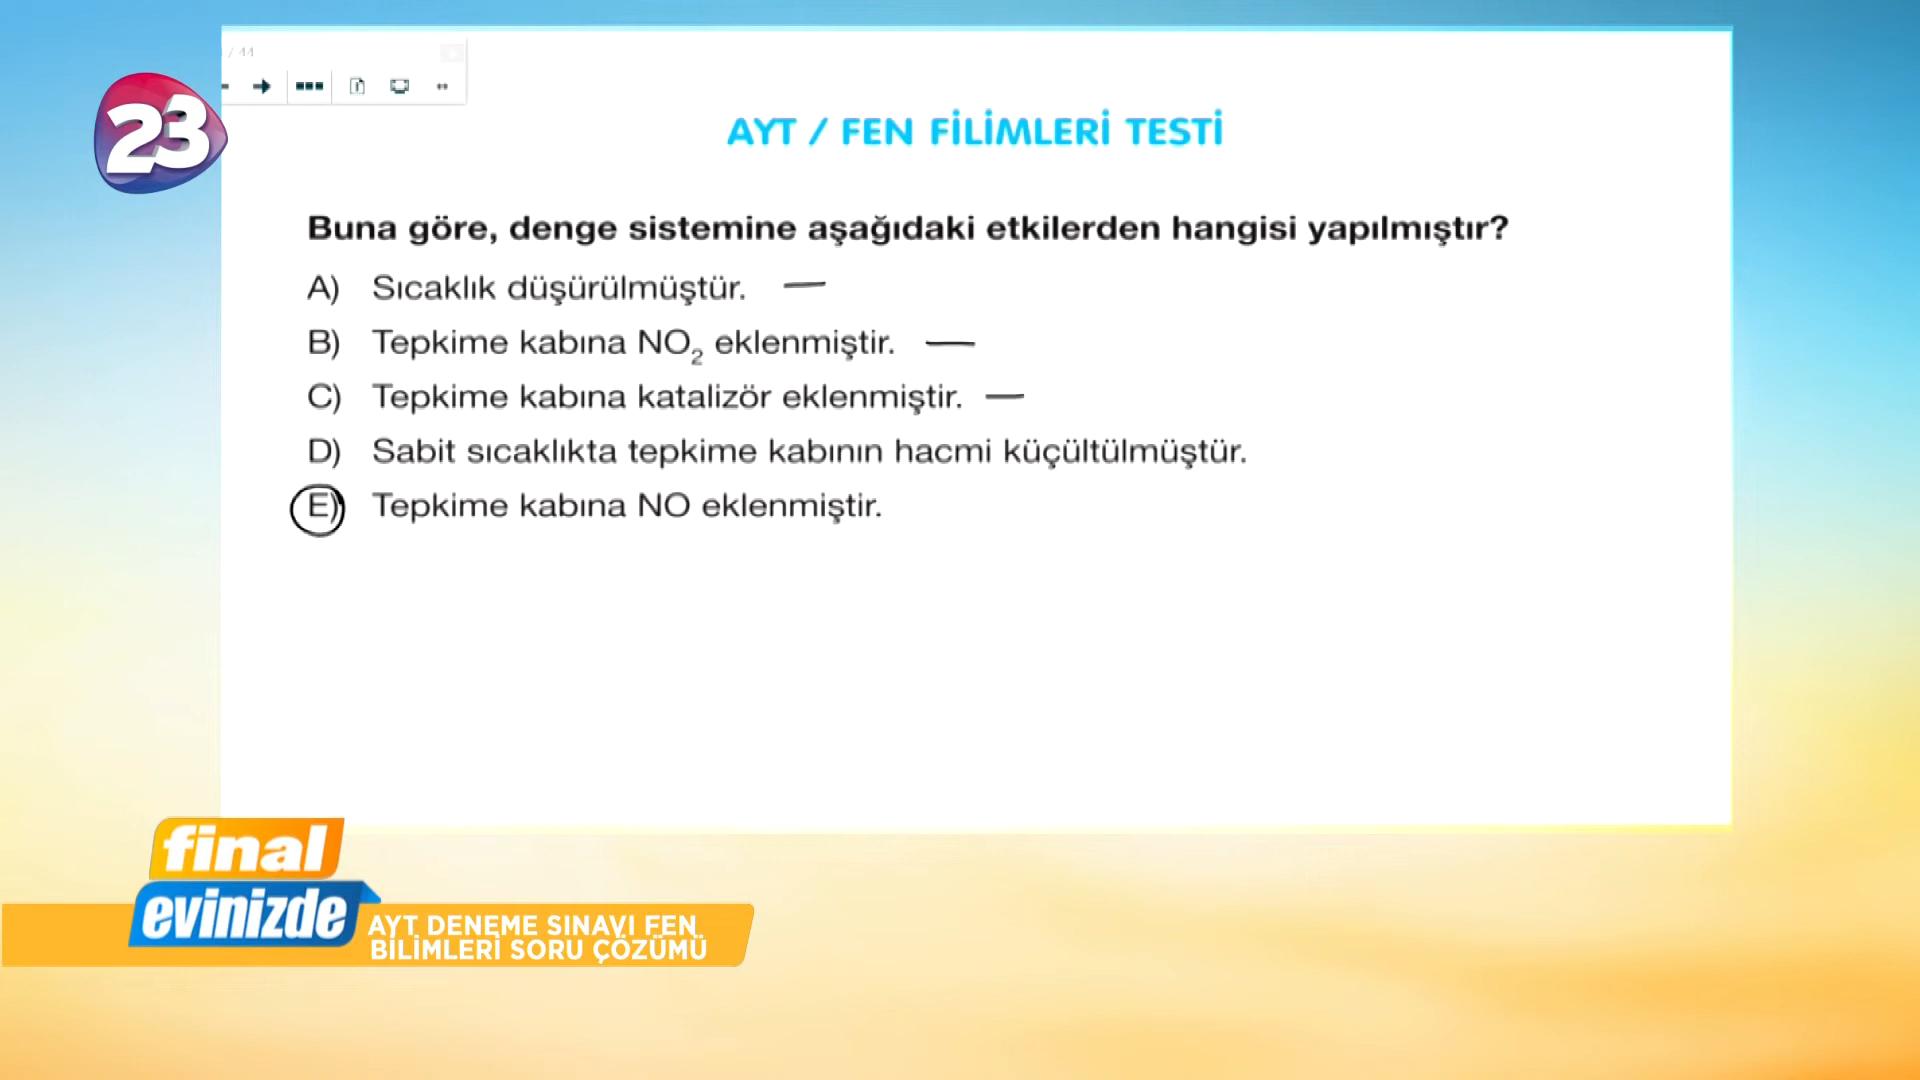 / 44
23
AYT / FEN FİLİMLERİ TESTİ
Buna göre, denge sistemine aşağıdaki etkilerden hangisi yapılmıştır?
A) Sıcaklık düşürülmüştür.
B) Tepkime kabına NO₂ eklenmiştir.
C) Tepkime kabına katalizör eklenmiştir.
D) Sabit sıcaklıkta tepkime kabının hacmi küçültülmüştür.
E) Tepkime kabına NO eklenmiştir.
final
evinizde
AYT DENEME SINAVI FEN
BİLİMLERİ SORU ÇÖZÜMÜ